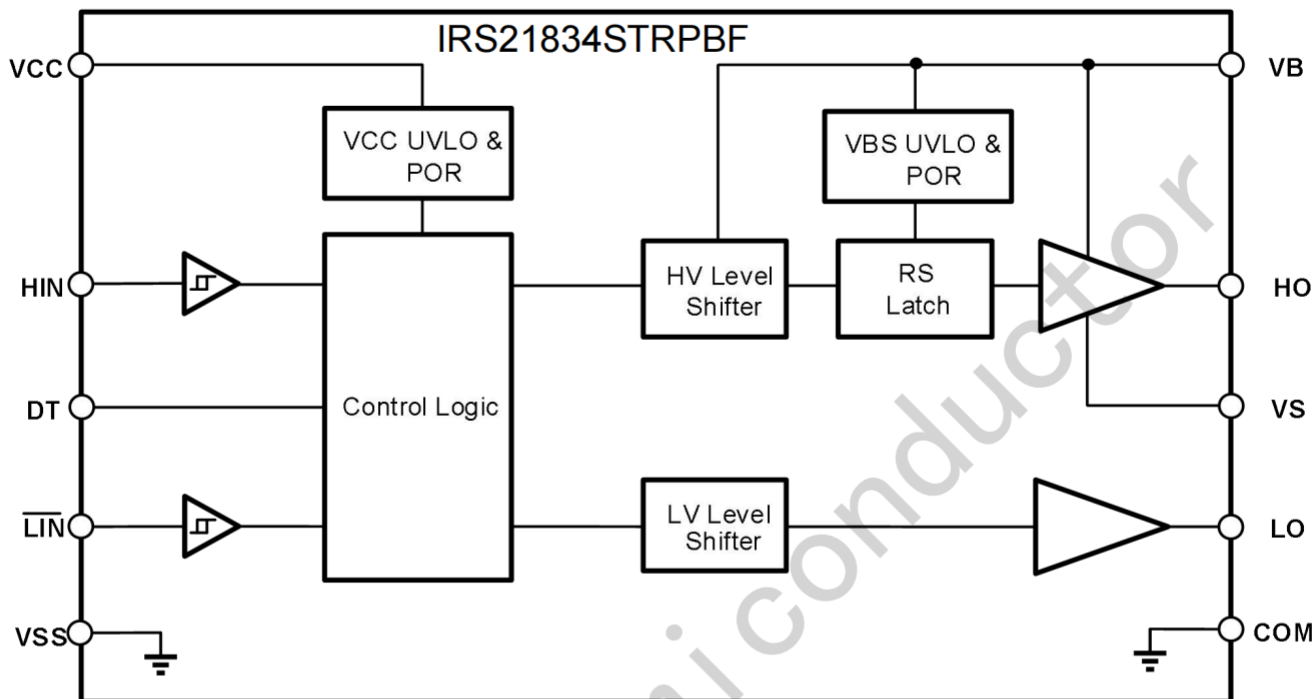 IRS21834STRPBF
VCC
VB
VCC UVLO &
POR
VBS UVLO &
POR
HIN
HV Level
Shifter
RS
Latch
HO
DT
Control Logic
VS
LIN
LV Level
Shifter
LO
VSS
COM
miconductor